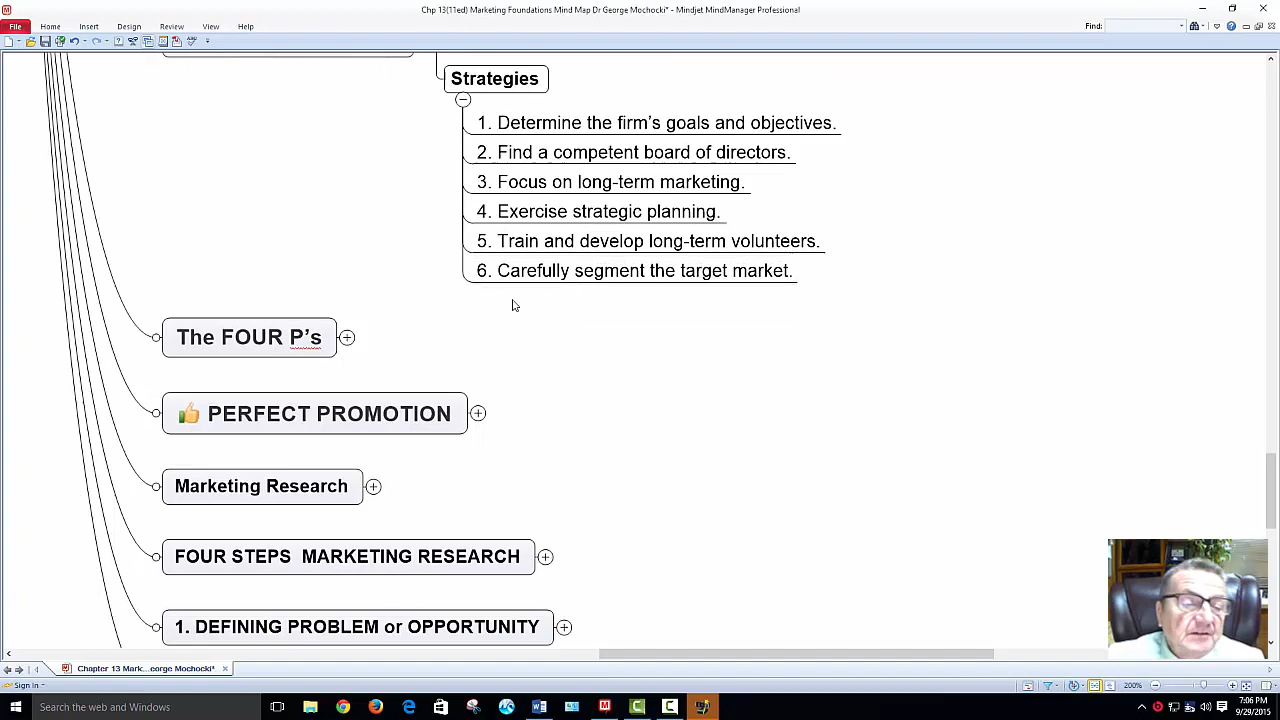 Chp 13(11ed) Marketing Foundations Mind Map Dr George Mochocki* - Mindjet MindManager Professional
File Home Insert Design Review View Help Find:
Strategies
1. Determine the firm’s goals and objectives.
2. Find a competent board of directors.
3. Focus on long-term marketing.
4. Exercise strategic planning.
5. Train and develop long-term volunteers.
6. Carefully segment the target market.
The FOUR P’s
PERFECT PROMOTION
Marketing Research
FOUR STEPS MARKETING RESEARCH
1. DEFINING PROBLEM or OPPORTUNITY
Chapter 13 Mark...eorge Mochocki*
Sign In
200%
Search the web and Windows
7:06 PM
9/29/2015